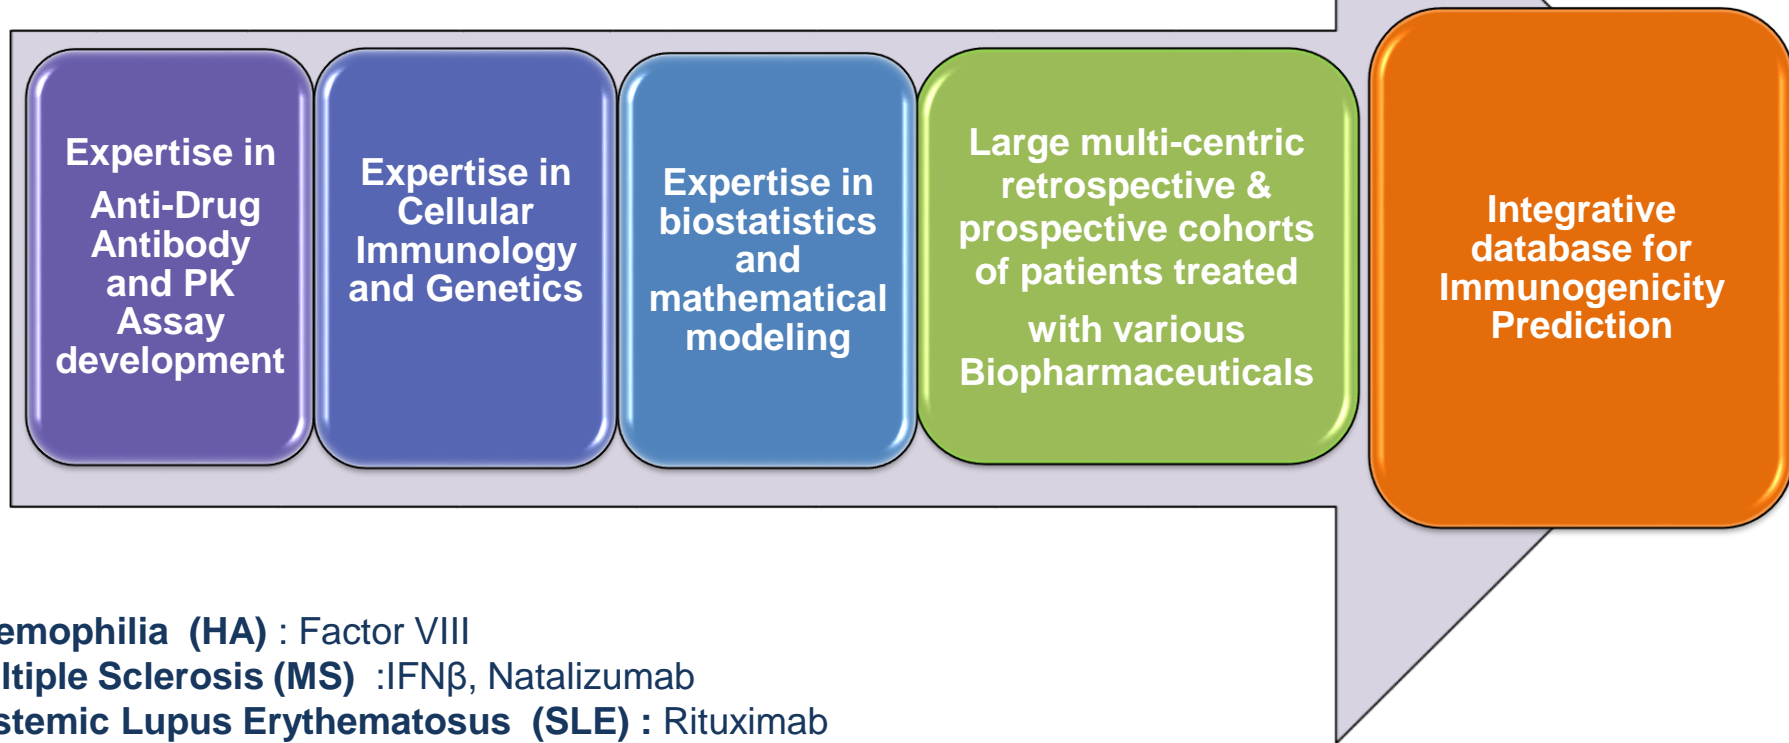 Expertise in
Anti-Drug
Antibody
and PK
Assay
development
Expertise in
Cellular
Immunology
and Genetics
Expertise in
biostatistics
and
mathematical
modeling
Large multi-centric
retrospective &
prospective cohorts
of patients treated
with various
Biopharmaceuticals
Integrative
database for
Immunogenicity
Prediction
emophilia (HA) : Factor VIII
ltiple Sclerosis (MS) :IFNβ, Natalizumab
stemic Lupus Erythematosus (SLE) : Rituximab